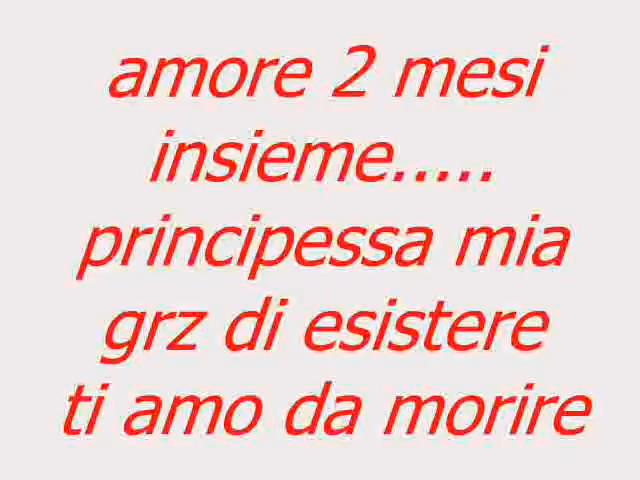 amore 2 mesi
insieme.....
principessa mia
grz di esistere
ti amo da morire